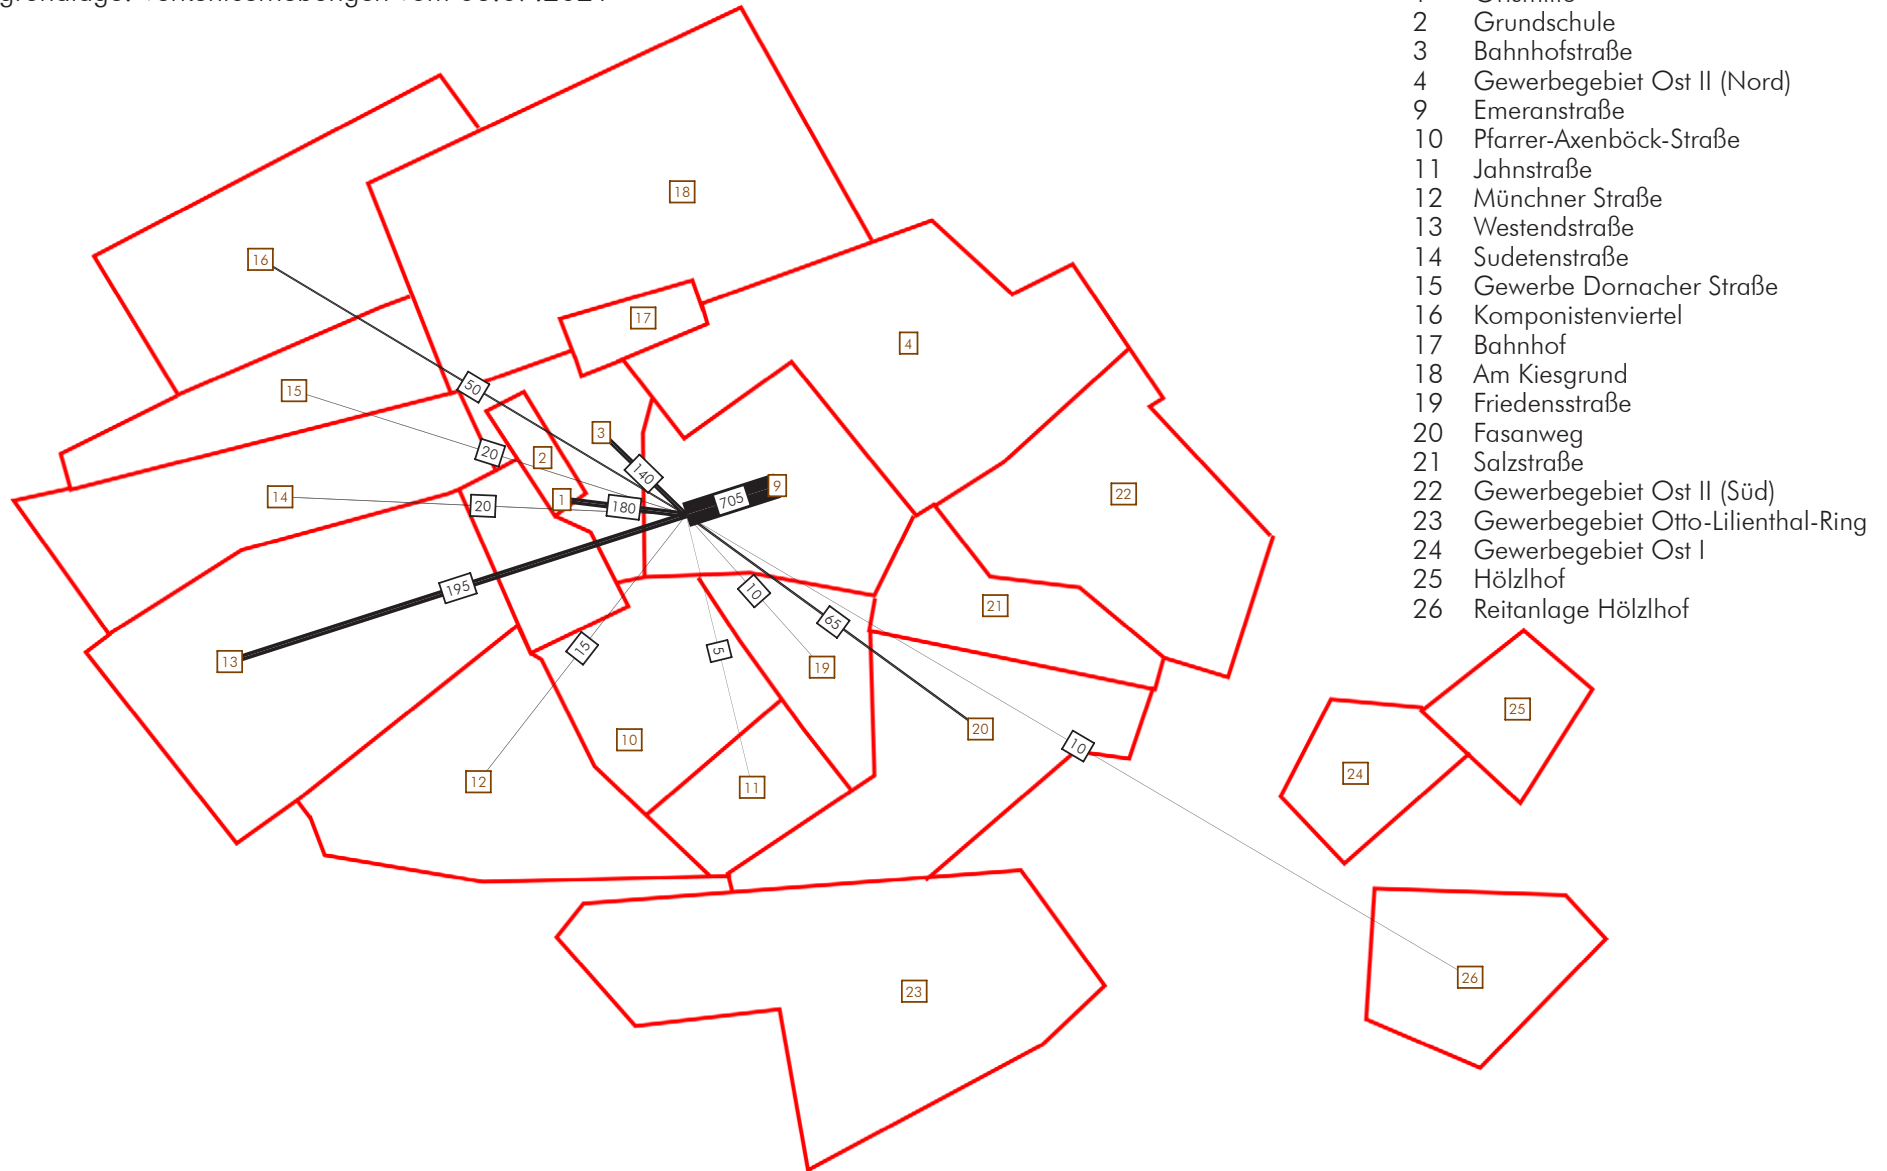 2 Grundschule
3 Bahnhofstraße
4 Gewerbegebiet Ost II (Nord)
9 Emeranstraße
10 Pfarrer-Axenböck-Straße
11 Jahnstraße
12 Münchner Straße
13 Westendstraße
14 Sudetenstraße
15 Gewerbe Dornacher Straße
16 Komponistenviertel
17 Bahnhof
18 Am Kiesgrund
19 Friedensstraße
20 Fasanweg
21 Salzstraße
22 Gewerbegebiet Ost II (Süd)
23 Gewerbegebiet Otto-Lilienthal-Ring
24 Gewerbegebiet Ost I
25 Hölzlhof
26 Reitanlage Hölzlhof
18
16
17
4
50
15
3
20
2
140
9
705
22
14
1
20
180
195
10
21
65
15
5
13
19
25
20
10
10
24
12
11
26
23